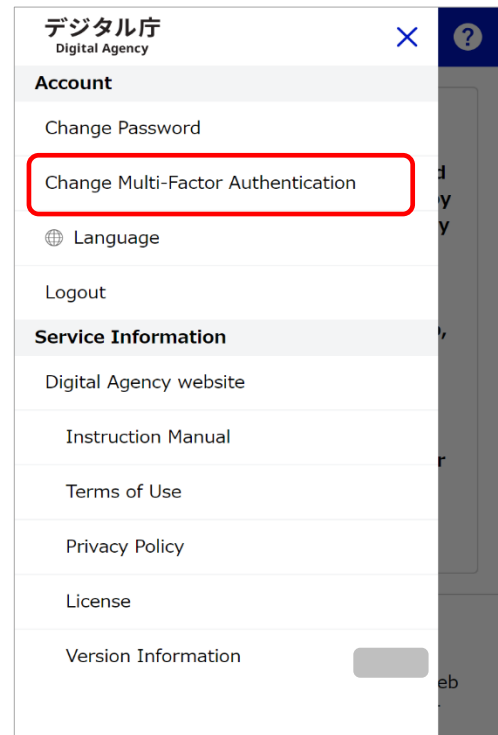 デジタル庁
Digital Agency
?
Account
Change Password
Change Multi-Factor Authentication
Language
Logout
Service Information
Digital Agency website
Instruction Manual
Terms of Use
Privacy Policy
License
Version Information
eb